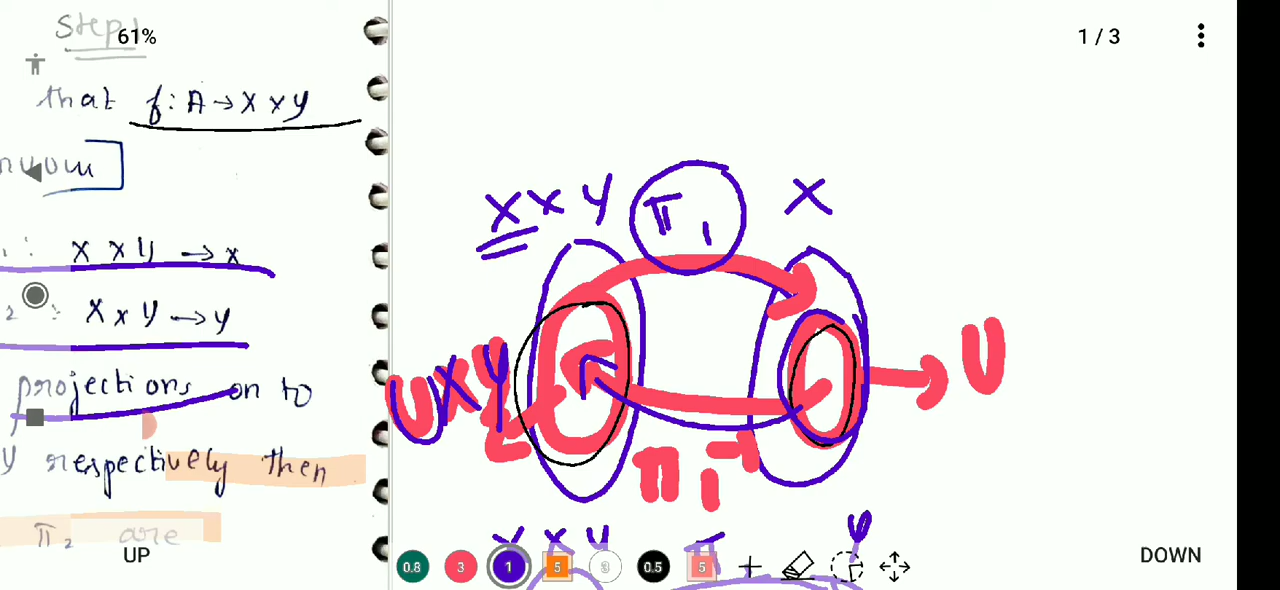 Step 61%
that f: A → X x Y
X x Y → X
2 : X x Y → Y
projections on to
Y respectively then
π₂ are
UP
1 / 3
X x Y π₁ X
U x Y
U
π₁⁻¹
X x Y π Y
0.8 3 1 5 3 0.5 5
DOWN